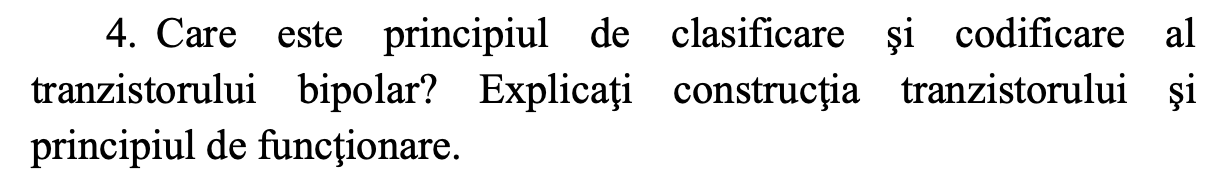 4. Care este principiul de clasificare şi codificare al
tranzistorului bipolar? Explicaţi construcţia tranzistorului şi
principiul de funcţionare.